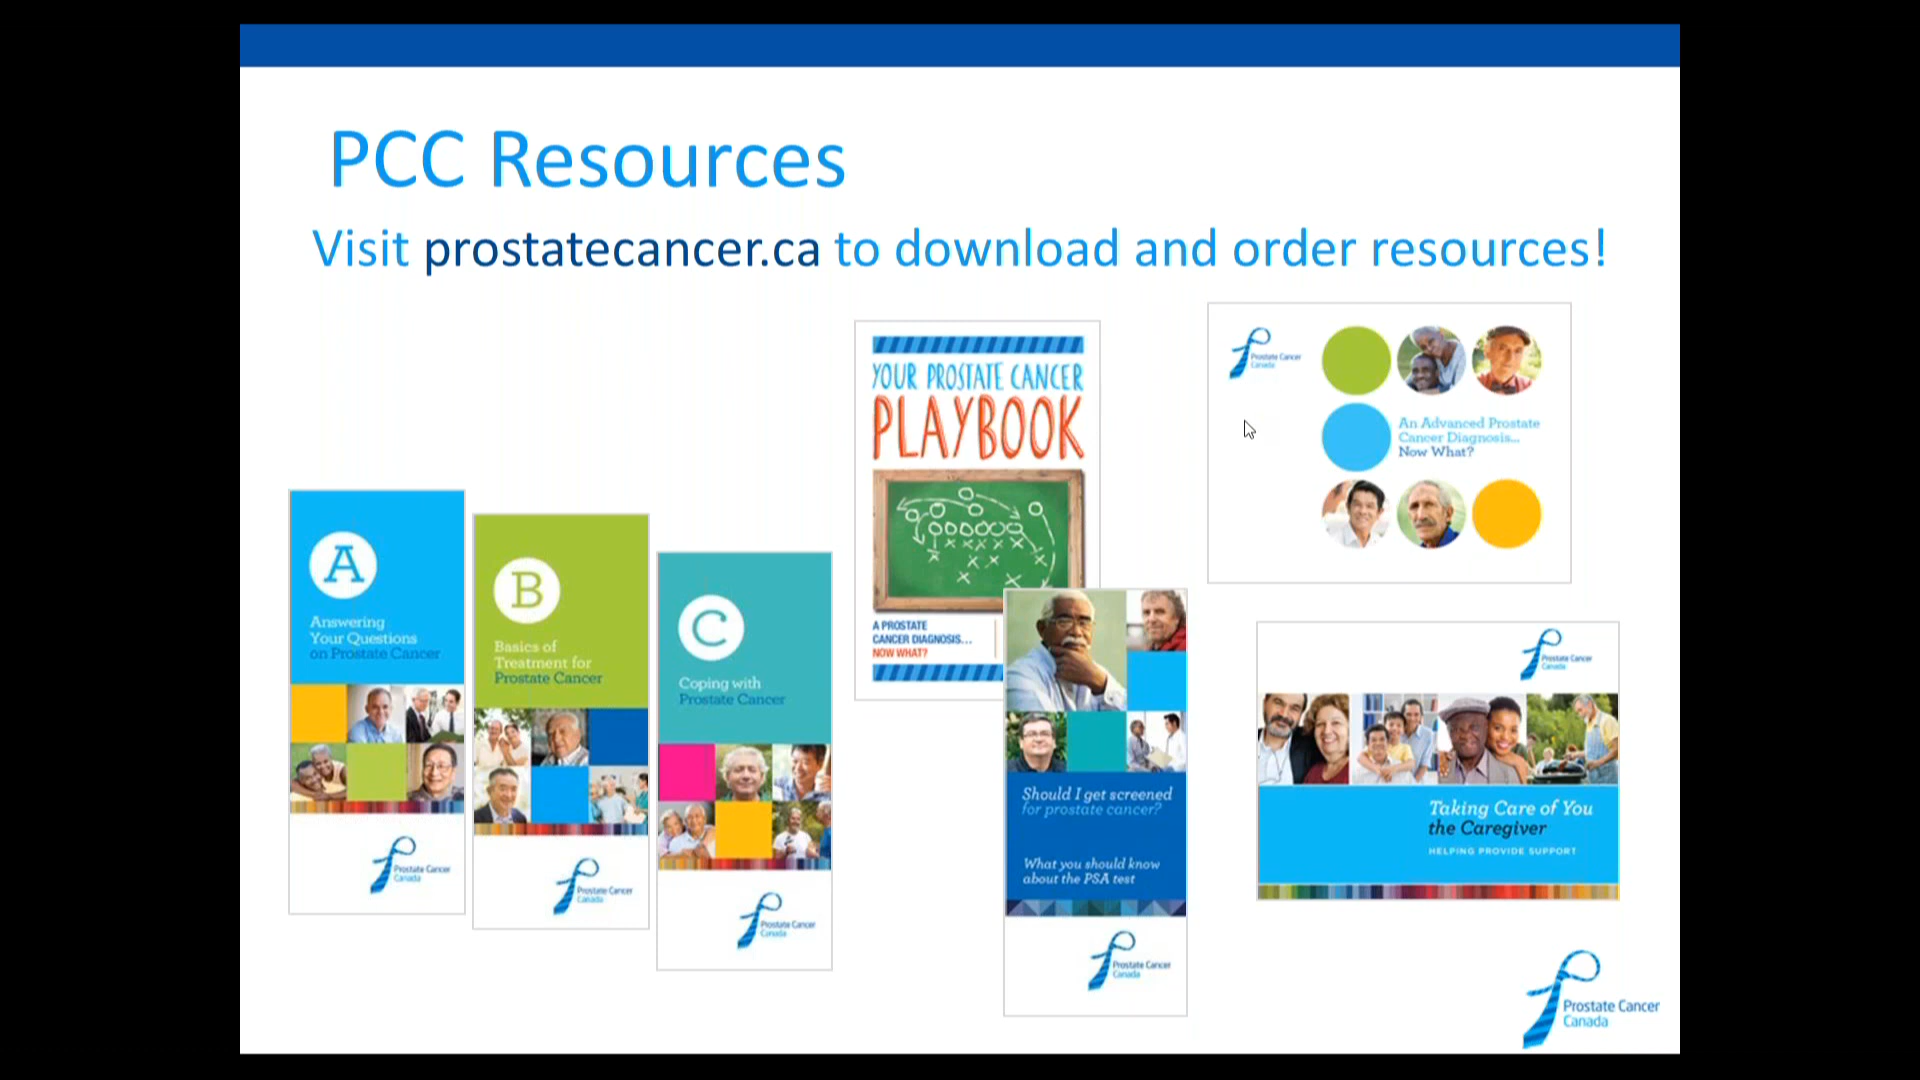 PCC Resources
Visit prostatecancer.ca to download and order resources!
A
Answering
Your Questions
on Prostate Cancer
Prostate Cancer
Canada
B
Basics of
Treatment for
Prostate Cancer
Prostate Cancer
Canada
C
Coping with
Prostate Cancer
Prostate Cancer
Canada
YOUR PROSTATE CANCER
PLAYBOOK
A PROSTATE
CANCER DIAGNOSIS...
NOW WHAT?
Should I get screened
for prostate cancer?
What you should know
about the PSA test
Prostate Cancer
Canada
Prostate Cancer
Canada
An Advanced Prostate
Cancer Diagnosis...
Now What?
Prostate Cancer
Canada
Taking Care of You
the Caregiver
HELPING PROVIDE SUPPORT
Prostate Cancer
Canada